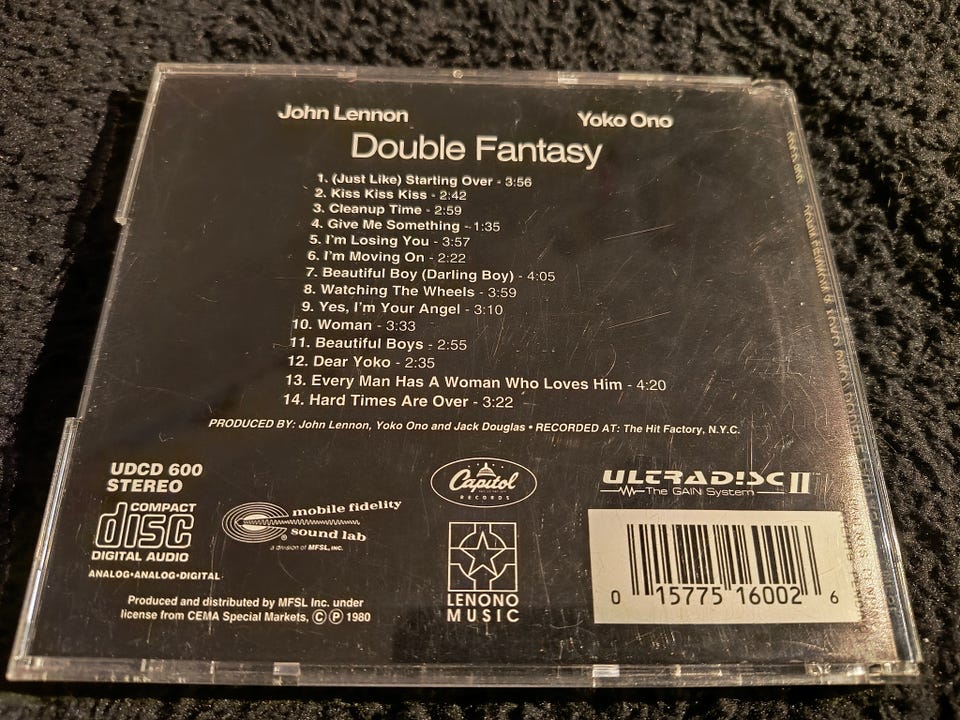 John Lennon Yoko Ono
Double Fantasy
1. (Just Like) Starting Over - 3:56
2. Kiss Kiss Kiss - 2:42
3. Cleanup Time - 2:59
4. Give Me Something - 1:35
5. I'm Losing You - 3:57
6. I'm Moving On - 2:22
7. Beautiful Boy (Darling Boy) - 4:05
8. Watching The Wheels - 3:59
9. Yes, I'm Your Angel - 3:10
10. Woman - 3:33
11. Beautiful Boys - 2:55
12. Dear Yoko - 2:35
13. Every Man Has A Woman Who Loves Him - 4:20
14. Hard Times Are Over - 3:22
PRODUCED BY: John Lennon, Yoko Ono and Jack Douglas • RECORDED AT: The Hit Factory, N.Y.C.
UDCD 600
STEREO
COMPACT
disc
DIGITAL AUDIO
ANALOG•ANALOG•DIGITAL
mobile fidelity
sound lab
a division of MFSL, INC.
Produced and distributed by MFSL Inc. under
license from CEMA Special Markets, © ℗ 1980
Capitol
RECORDS
LENONO
MUSIC
ULTRADISC II™
The GAIN System
0 15775 16002 6